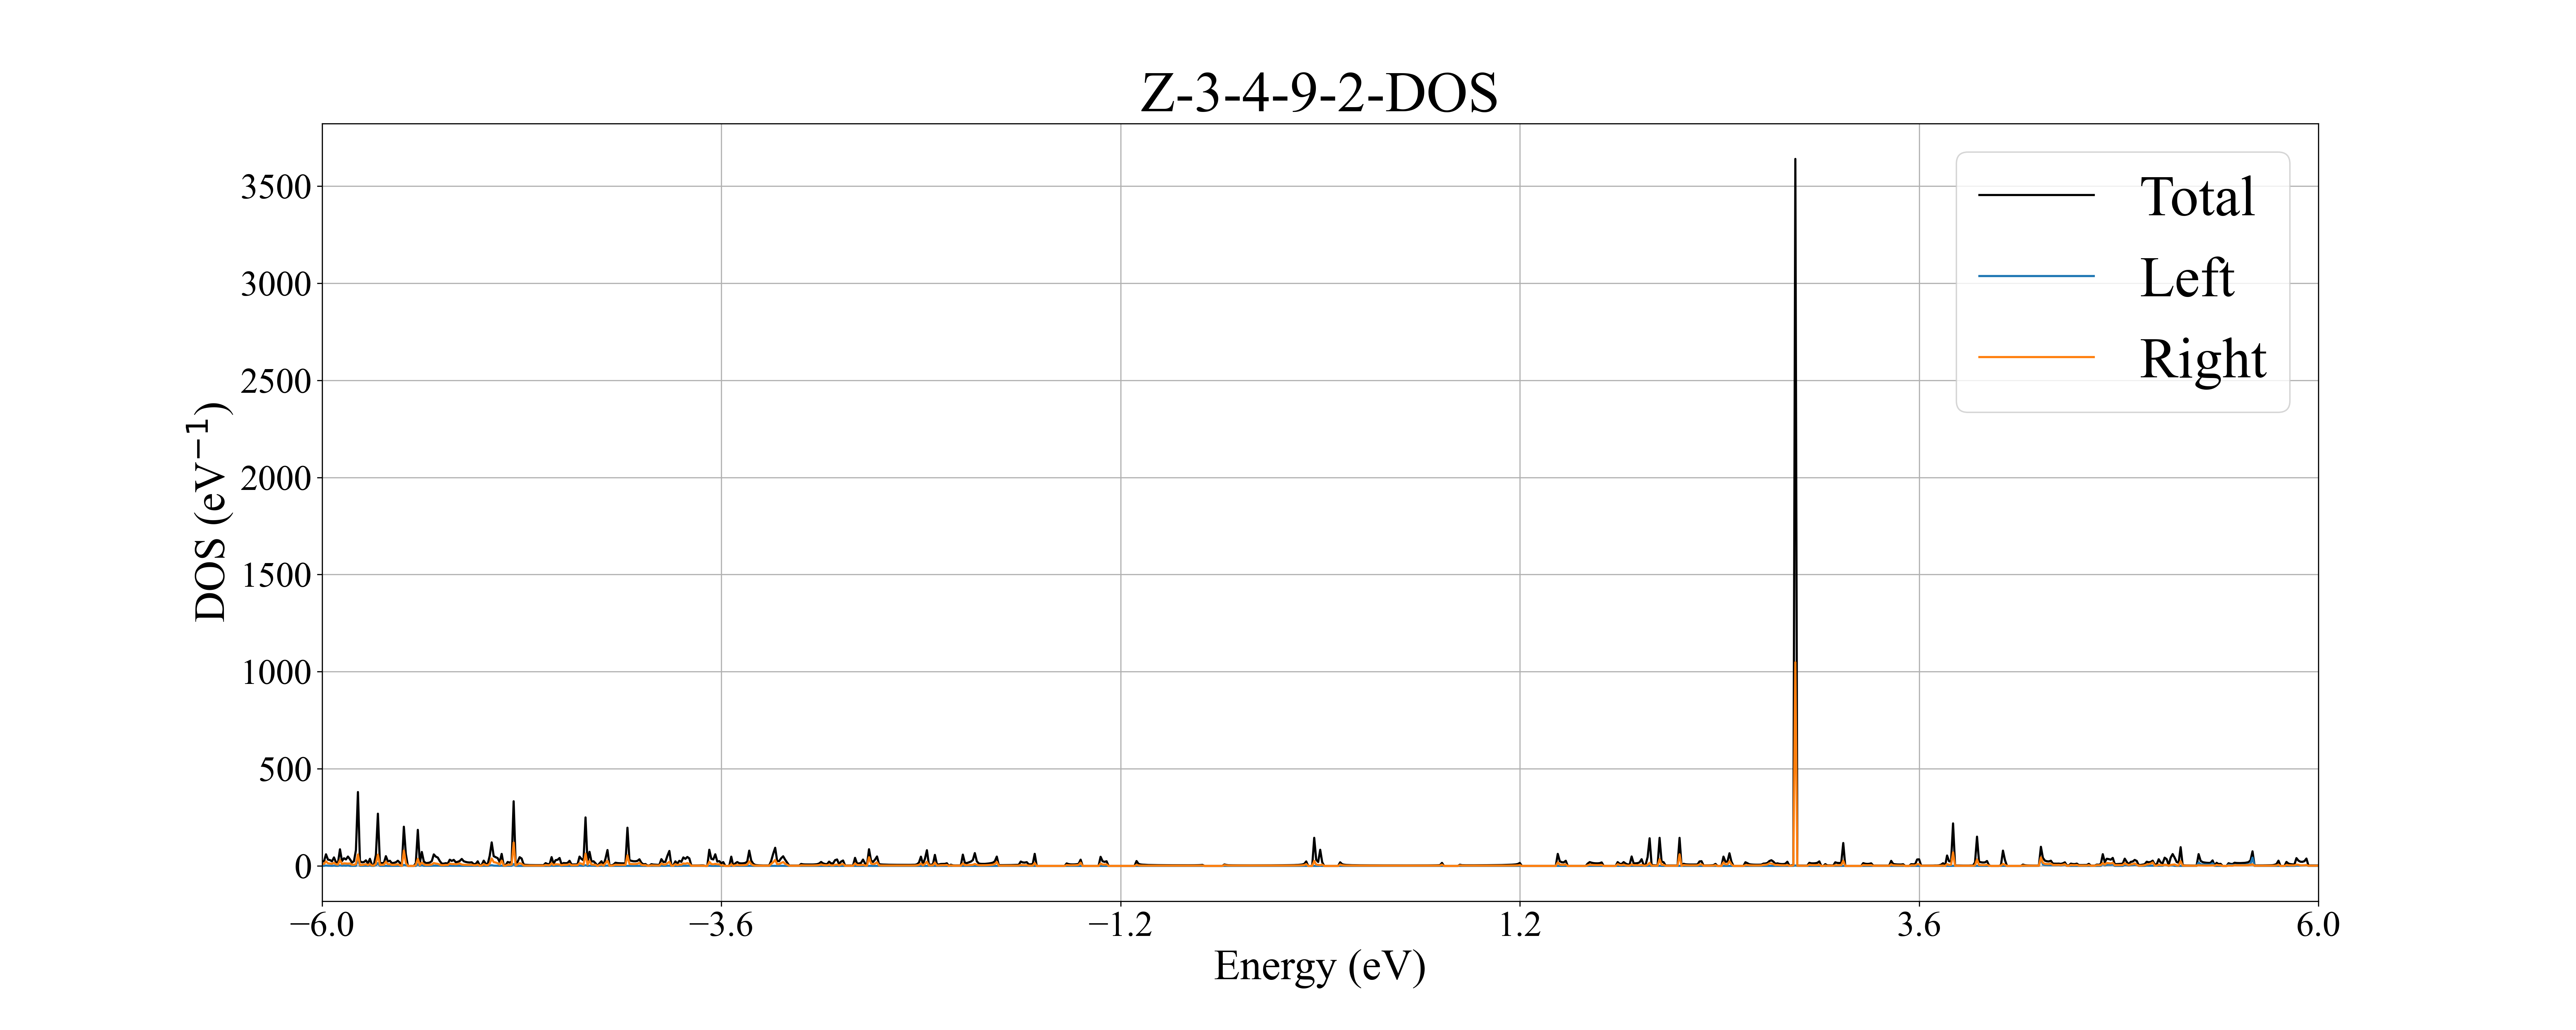 Z-3-4-9-2-DOS
3500
3000
2500
2000
1500
1000
500
0
DOS (eV⁻¹)
Total
Left
Right
−6.0 −3.6 −1.2 1.2 3.6 6.0
Energy (eV)